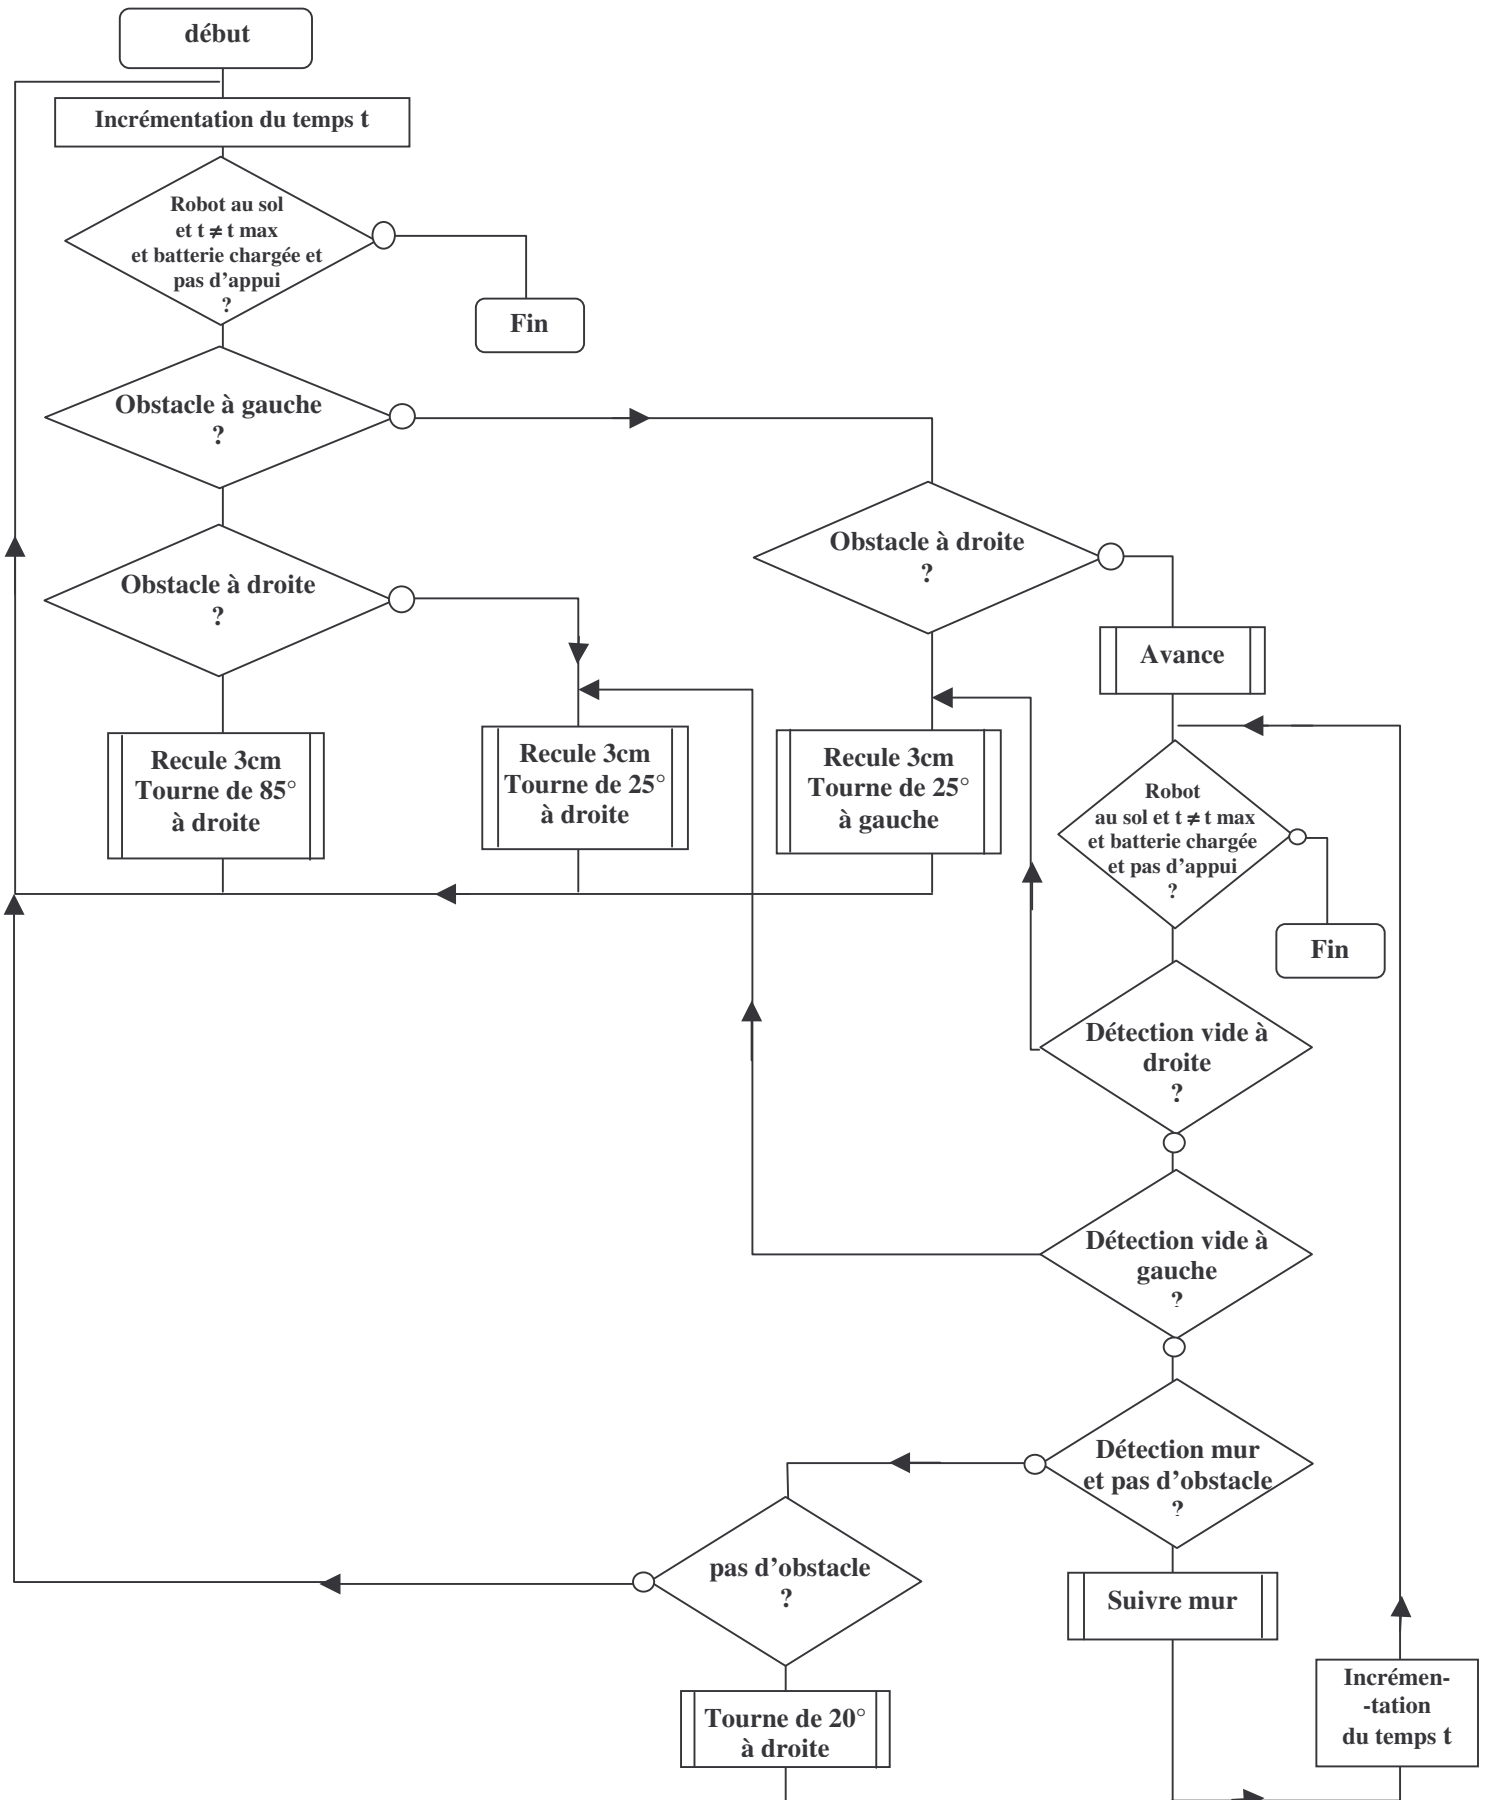 début
Incrémentation du temps t
Robot au sol
et t ≠ t max
et batterie chargée et
pas d'appui
?
Fin
Obstacle à gauche
?
Obstacle à droite
?
Obstacle à droite
?
Avance
Recule 3cm
Tourne de 85°
à droite
Recule 3cm
Tourne de 25°
à droite
Recule 3cm
Tourne de 25°
à gauche
Robot
au sol et t ≠ t max
et batterie chargée
et pas d'appui
?
Fin
Détection vide à
droite
?
Détection vide à
gauche
?
Détection mur
et pas d'obstacle
?
pas d'obstacle
?
Suivre mur
Incrémen-
-tation
du temps t
Tourne de 20°
à droite